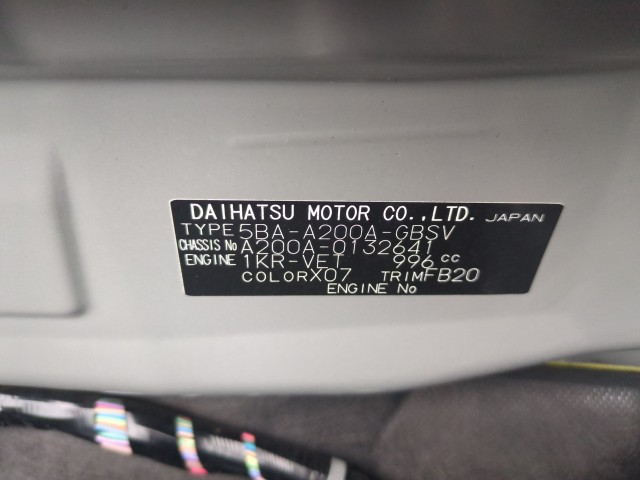 DAIHATSU MOTOR CO.,LTD. JAPAN
TYPE 5BA-A200A-GBSV
CHASSIS No A200A-0132641
ENGINE 1KR-VET 996 cc
COLOR X07 TRIM FB20
ENGINE No